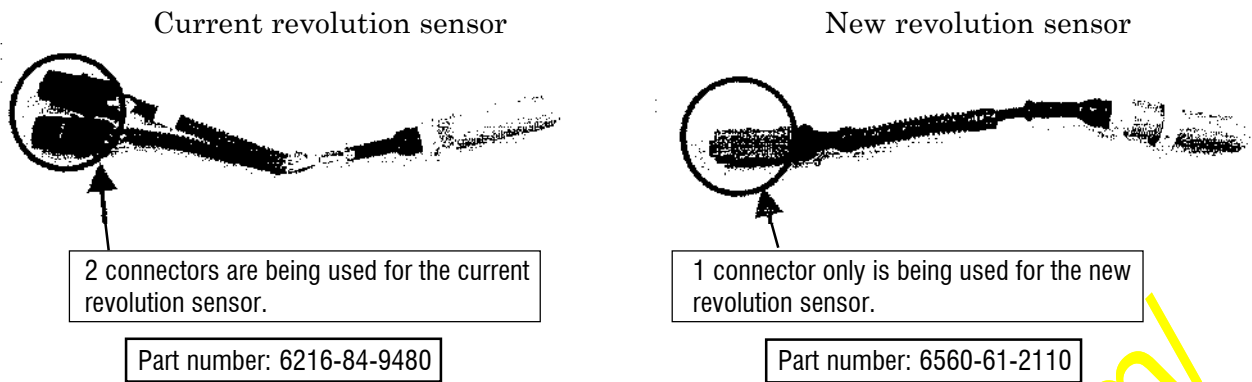 Current revolution sensor
New revolution sensor
2 connectors are being used for the current
revolution sensor.
1 connector only is being used for the new
revolution sensor.
Part number: 6216-84-9480
Part number: 6560-61-2110